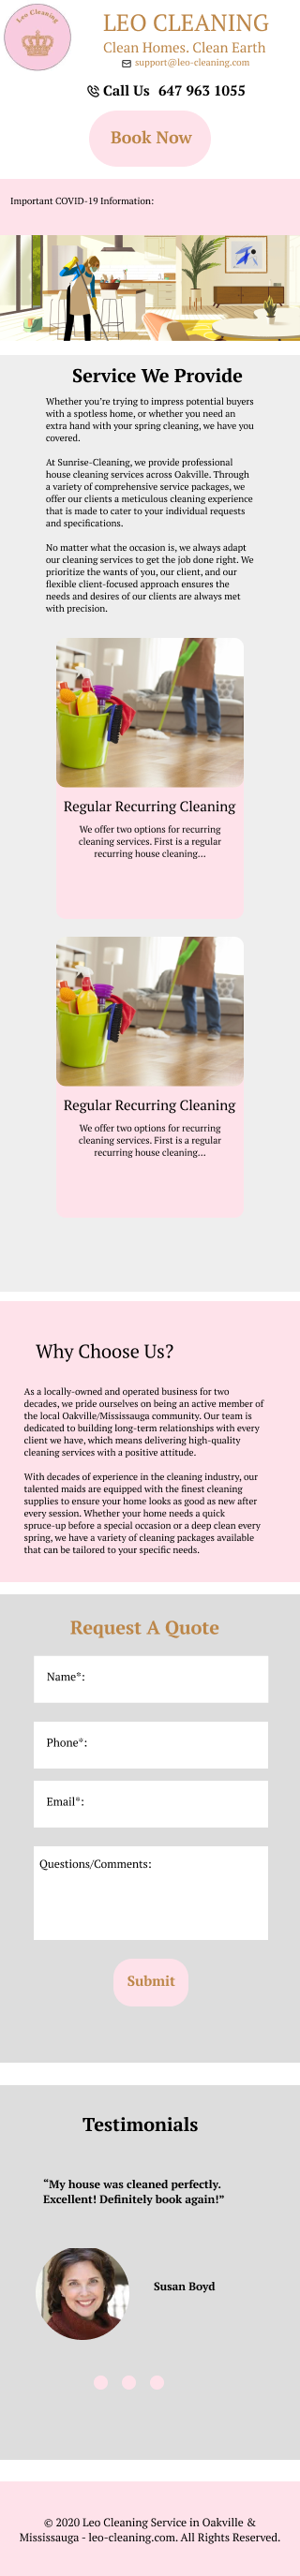 Leo Cleaning
LEO CLEANING
Clean Homes. Clean Earth
support@leo-cleaning.com
Call Us 647 963 1055
Book Now
Important COVID-19 Information:
Service We Provide
Whether you're trying to impress potential buyers
with a spotless home, or whether you need an
extra hand with your spring cleaning, we have you
covered.
At Sunrise-Cleaning, we provide professional
house cleaning services across Oakville. Through
a variety of comprehensive service packages, we
offer our clients a meticulous cleaning experience
that is made to cater to your individual requests
and specifications.
No matter what the occasion is, we always adapt
our cleaning services to get the job done right. We
prioritize the wants of you, our client, and our
flexible client-focused approach ensures the
needs and desires of our clients are always met
with precision.
Regular Recurring Cleaning
We offer two options for recurring
cleaning services. First is a regular
recurring house cleaning...
Regular Recurring Cleaning
We offer two options for recurring
cleaning services. First is a regular
recurring house cleaning...
Why Choose Us?
As a locally-owned and operated business for two
decades, we pride ourselves on being an active member of
the local Oakville/Mississauga community. Our team is
dedicated to building long-term relationships with every
client we have, which means delivering high-quality
cleaning services with a positive attitude.
With decades of experience in the cleaning industry, our
talented maids are equipped with the finest cleaning
supplies to ensure your home looks as good as new after
every session. Whether your home needs a quick
spruce-up before a special occasion or a deep clean every
spring, we have a variety of cleaning packages available
that can be tailored to your specific needs.
Request A Quote
Name*:
Phone*:
Email*:
Questions/Comments:
Submit
Testimonials
“My house was cleaned perfectly.
Excellent! Definitely book again!”
Susan Boyd
© 2020 Leo Cleaning Service in Oakville &
Mississauga - leo-cleaning.com. All Rights Reserved.